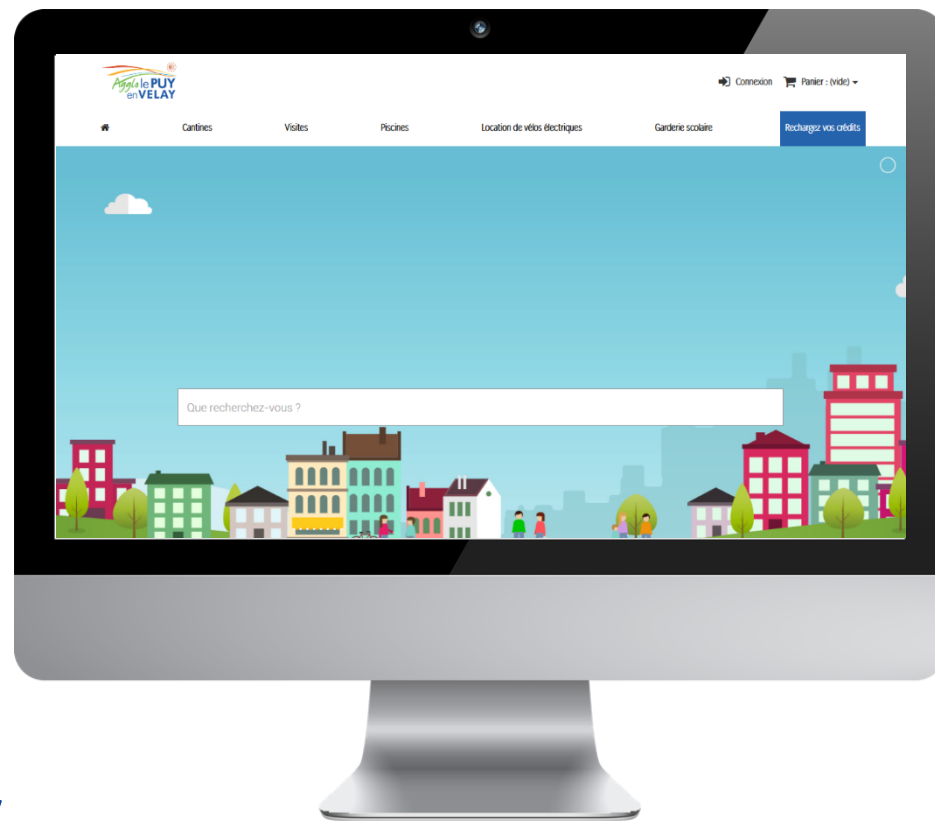 Agglo le PUY
en VELAY
Connexion
Panier : (vide)
Cantines
Visites
Piscines
Location de vélos électriques
Garderie scolaire
Rechargez vos crédits
Que recherchez-vous ?